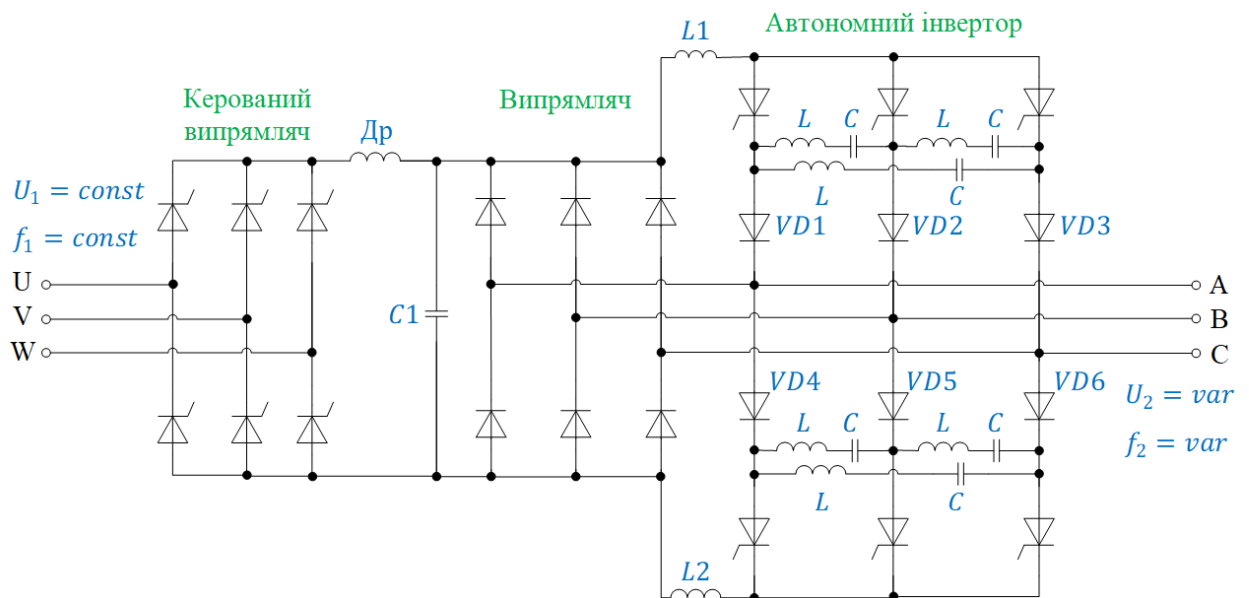 Автономний інвертор
L1
Керований
випрямляч
Випрямляч
Др
L C L C
L C
U₁ = const
f₁ = const
VD1 VD2 VD3
U
V
W
C1
A
B
C
VD4 VD5 VD6
U₂ = var
f₂ = var
L C L C
L C
L2